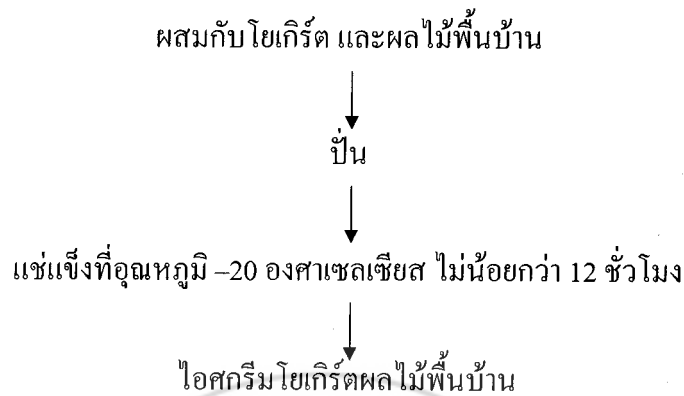 ผสมกับโยเกิร์ต และผลไม้พื้นบ้าน
ปั่น
แช่แข็งที่อุณหภูมิ –20 องศาเซลเซียส ไม่น้อยกว่า 12 ชั่วโมง
ไอศกรีมโยเกิร์ตผลไม้พื้นบ้าน